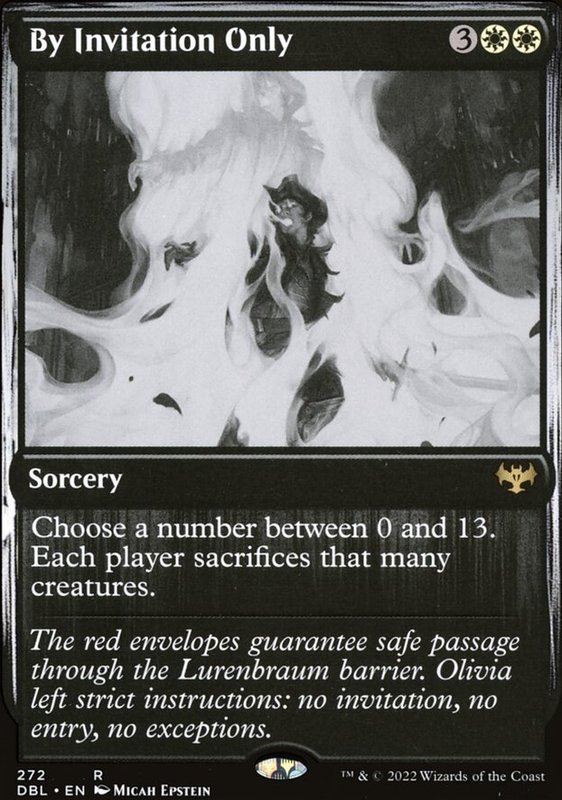 By Invitation Only 3
Sorcery
Choose a number between 0 and 13.
Each player sacrifices that many
creatures.
The red envelopes guarantee safe passage
through the Lurenbraum barrier. Olivia
left strict instructions: no invitation, no
entry, no exceptions.
272 R
DBL • EN Micah Epstein
™ & © 2022 Wizards of the Coast